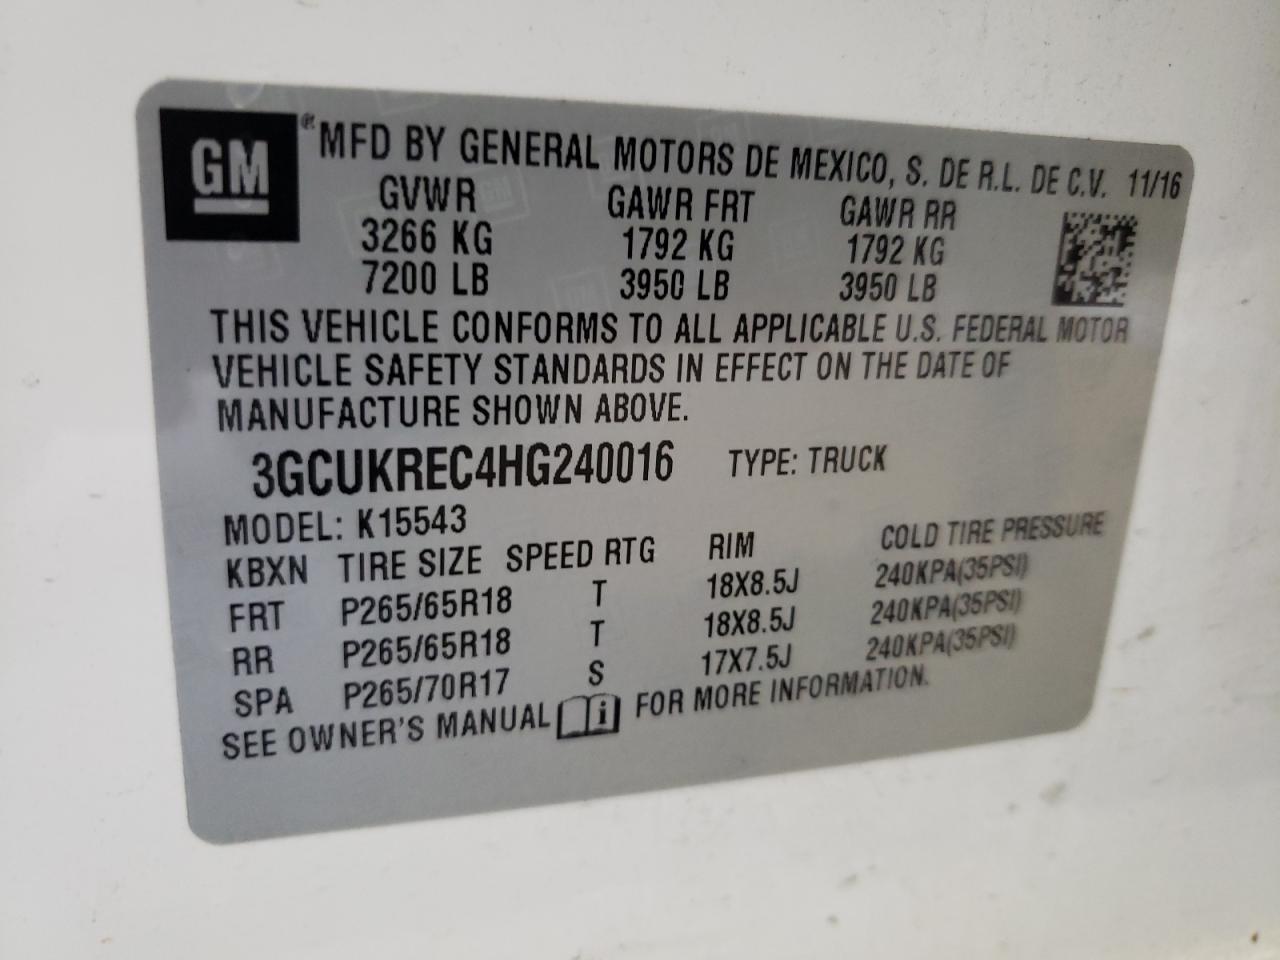 GM ® MFD BY GENERAL MOTORS DE MEXICO, S. DE R.L. DE C.V. 11/16
GVWR GAWR FRT GAWR RR
3266 KG 1792 KG 1792 KG
7200 LB 3950 LB 3950 LB
THIS VEHICLE CONFORMS TO ALL APPLICABLE U.S. FEDERAL MOTOR
VEHICLE SAFETY STANDARDS IN EFFECT ON THE DATE OF
MANUFACTURE SHOWN ABOVE.
3GCUKREC4HG240016 TYPE: TRUCK
MODEL: K15543
KBXN TIRE SIZE SPEED RTG RIM COLD TIRE PRESSURE
FRT P265/65R18 T 18X8.5J 240KPA(35PSI)
RR P265/65R18 T 18X8.5J 240KPA(35PSI)
SPA P265/70R17 S 17X7.5J 240KPA(35PSI)
SEE OWNER'S MANUAL i FOR MORE INFORMATION.